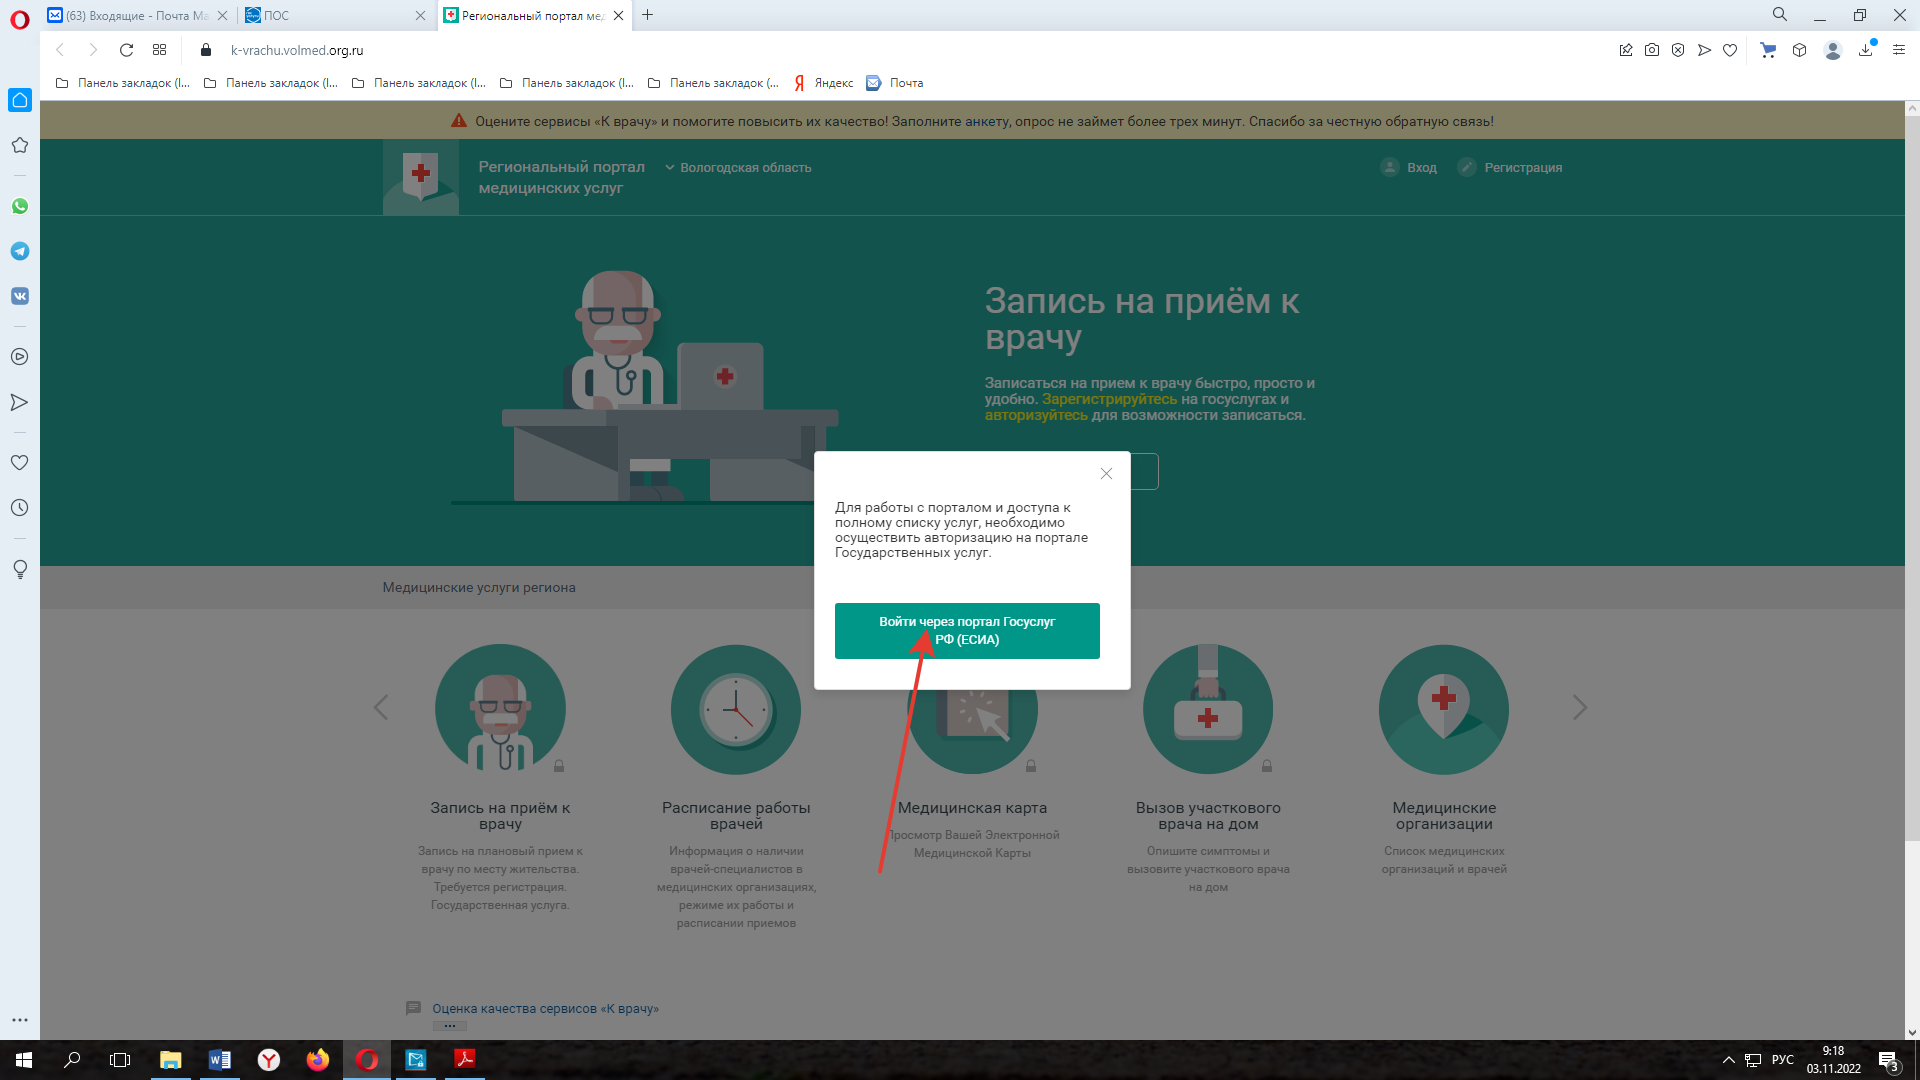 (63) Входящие - Почта Ма
ПОС
Региональный портал мед
k-vrachu.volmed.org.ru
Панель закладок (I...
Панель закладок (I...
Панель закладок (I...
Панель закладок (I...
Панель закладок (...
Яндекс
Почта
Оцените сервисы «К врачу» и помогите повысить их качество! Заполните анкету, опрос не займет более трех минут. Спасибо за честную обратную связь!
Региональный портал
медицинских услуг
Вологодская область
Вход
Регистрация
Запись на приём к
врачу
Записаться на прием к врачу быстро, просто и
удобно. Зарегистрируйтесь на госуслугах и
авторизуйтесь для возможности записаться.
Для работы с порталом и доступа к
полному списку услуг, необходимо
осуществить авторизацию на портале
Государственных услуг.
Войти через портал Госуслуг
РФ (ЕСИА)
Медицинские услуги региона
Запись на приём к
врачу
Запись на плановый прием к
врачу по месту жительства.
Требуется регистрация.
Государственная услуга.
Расписание работы
врачей
Информация о наличии
врачей-специалистов в
медицинских организациях,
режиме их работы и
расписании приемов
Медицинская карта
Просмотр Вашей Электронной
Медицинской Карты
Вызов участкового
врача на дом
Опишите симптомы и
вызовите участкового врача
на дом
Медицинские
организации
Список медицинских
организаций и врачей
Оценка качества сервисов «К врачу»
РУС
9:18
03.11.2022
3